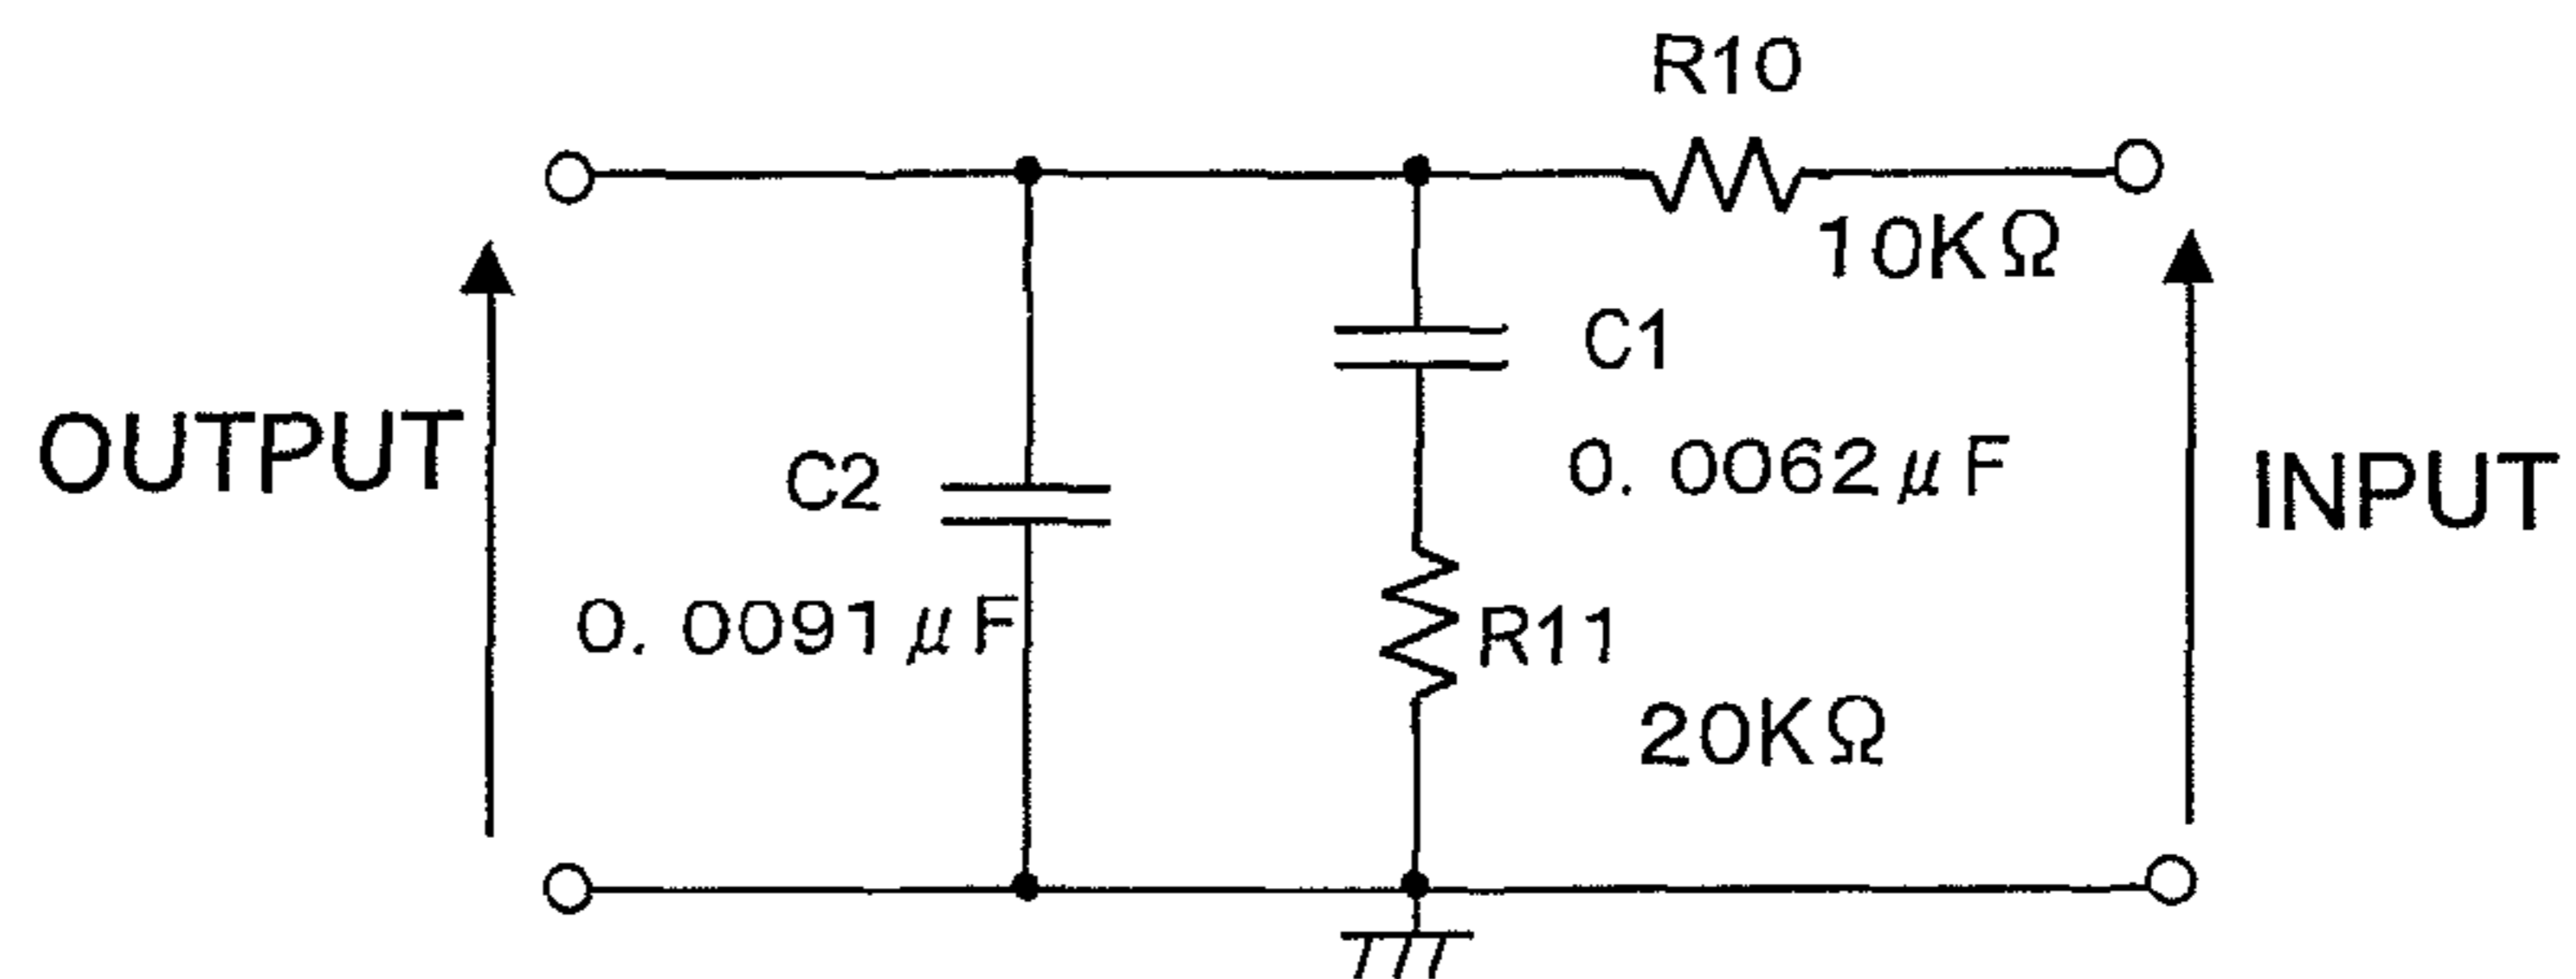 R10
10KΩ
C1
0.0062μF
OUTPUT
C2
INPUT
0.0091μF
R11
20KΩ